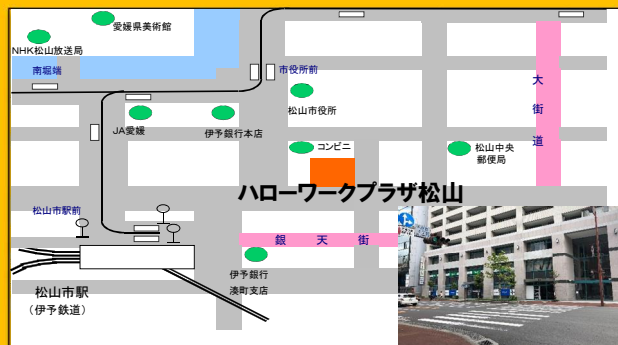 愛媛県美術館
NHK松山放送局
南堀端
市役所前
大街道
松山市役所
JA愛媛
伊予銀行本店
コンビニ
松山中央
郵便局
ハローワークプラザ松山
松山市駅前
銀天街
伊予銀行
湊町支店
松山市駅
（伊予鉄道）